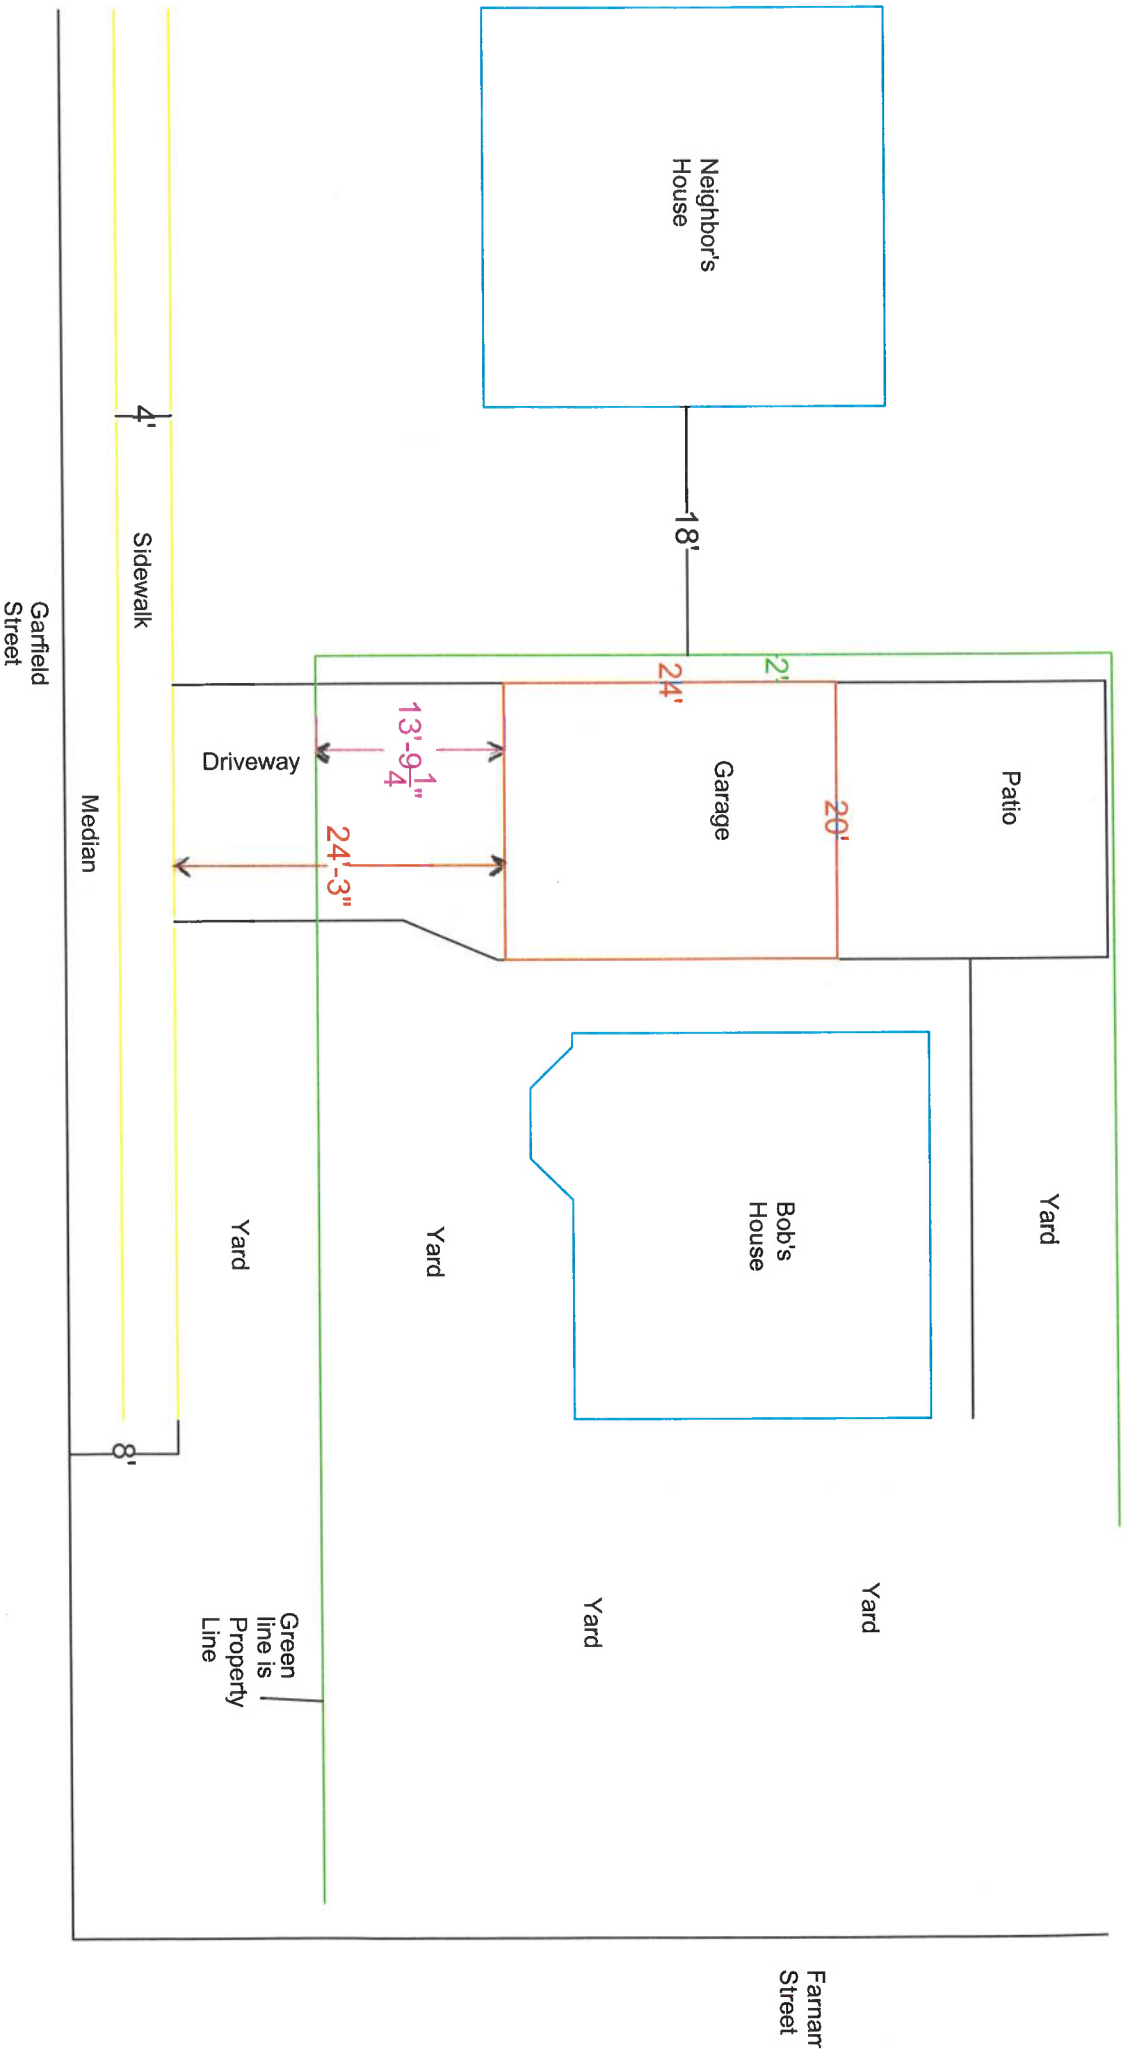 Neighbor's
House
18'
2'
24'
Patio
Garage
20'
13'-9 1/4"
24'-3"
Driveway
4'
Sidewalk
Median
Garfield
Street
Yard
Bob's
House
Yard
Yard
8'
Yard
Yard
Green
line is
Property
Line
Farnam
Street